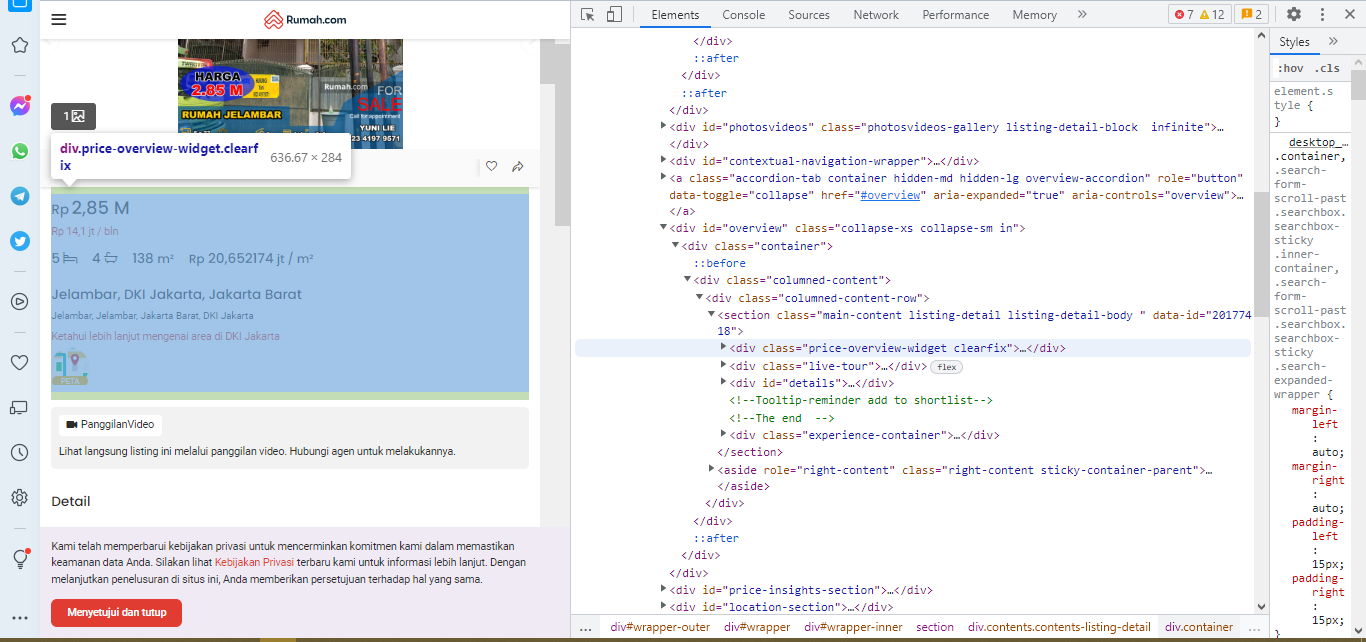 Rumah.com
HARGA
2.85 M
Rumah.com
FOR
SALE
Call for appointment
RUMAH JELAMBAR
YUNI LIE
23 4197 9571
1
div.price-overview-widget.clearf
ix
636.67 × 284
Rp 2,85 M
Rp 14,1 jt / bln
5 4 138 m² Rp 20,652174 jt / m²
Jelambar, DKI Jakarta, Jakarta Barat
Jelambar, Jelambar, Jakarta Barat, DKI Jakarta
Ketahui lebih lanjut mengenai area di DKI Jakarta
PETA
PanggilanVideo
Lihat langsung listing ini melalui panggilan video. Hubungi agen untuk melakukannya.
Detail
Kami telah memperbarui kebijakan privasi untuk mencerminkan komitmen kami dalam memastikan
keamanan data Anda. Silakan lihat Kebijakan Privasi terbaru kami untuk informasi lebih lanjut. Dengan
melanjutkan penelusuran di situs ini, Anda memberikan persetujuan terhadap hal yang sama.
Menyetujui dan tutup
Elements Console Sources Network Performance Memory » 7 12 2
</div>
::after
</div>
::after
</div>
<div id="photosvideos" class="photosvideos-gallery listing-detail-block  infinite">…
</div>
<div id="contextual-navigation-wrapper">…</div>
<a class="accordion-tab container hidden-md hidden-lg overview-accordion" role="button"
data-toggle="collapse" href="#overview" aria-expanded="true" aria-controls="overview">…
</a>
<div id="overview" class="collapse-xs collapse-sm in">
<div class="container">
::before
<div class="columned-content">
<div class="columned-content-row">
<section class="main-content listing-detail listing-detail-body " data-id="201774
18">
<div class="price-overview-widget clearfix">…</div>
<div class="live-tour">…</div> flex
<div id="details">…</div>
<!--Tooltip-reminder add to shortlist-->
<!--The end  -->
<div class="experience-container">…</div>
</section>
<aside role="right-content" class="right-content sticky-container-parent">…
</aside>
</div>
</div>
::after
</div>
</div>
<div id="price-insights-section">…</div>
<div id="location-section">…</div>
… div#wrapper-outer div#wrapper div#wrapper-inner section div.contents.contents-listing-detail div.container …
Styles »
:hov .cls
element.s
tyle {
}
desktop_…
.container,
.search-
form-
scroll-past
.searchbox.
searchbox-
sticky
.inner-
container,
.search-
form-
scroll-past
.searchbox.
searchbox-
sticky
.search-
expanded-
wrapper {
margin-
left
:
auto;
margin-
right
:
auto;
padding-
left
:
15px;
padding-
right
:
15px;
}